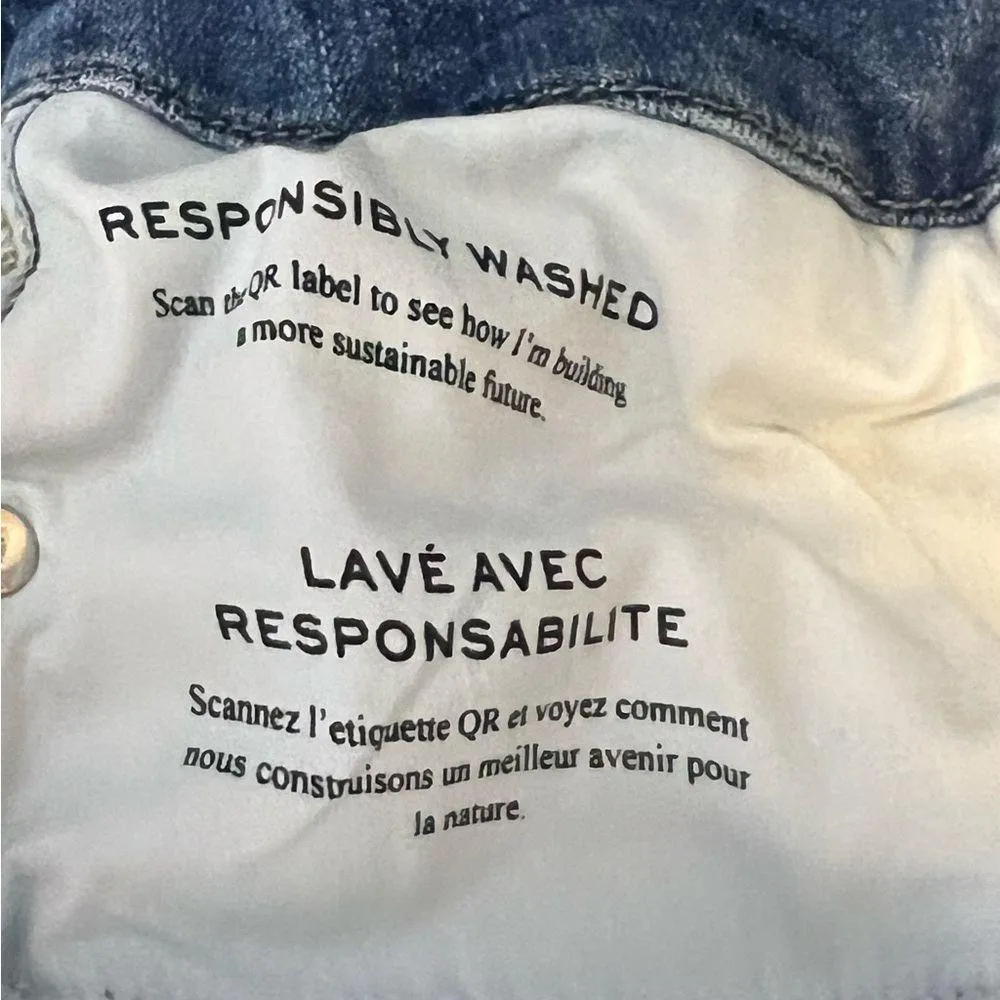 RESPONSIBLY WASHED
Scan the QR label to see how I'm building
a more sustainable future.
LAVÉ AVEC
RESPONSABILITE
Scannez l'etiquette QR et voyez comment
nous construisons un meilleur avenir pour
la nature.